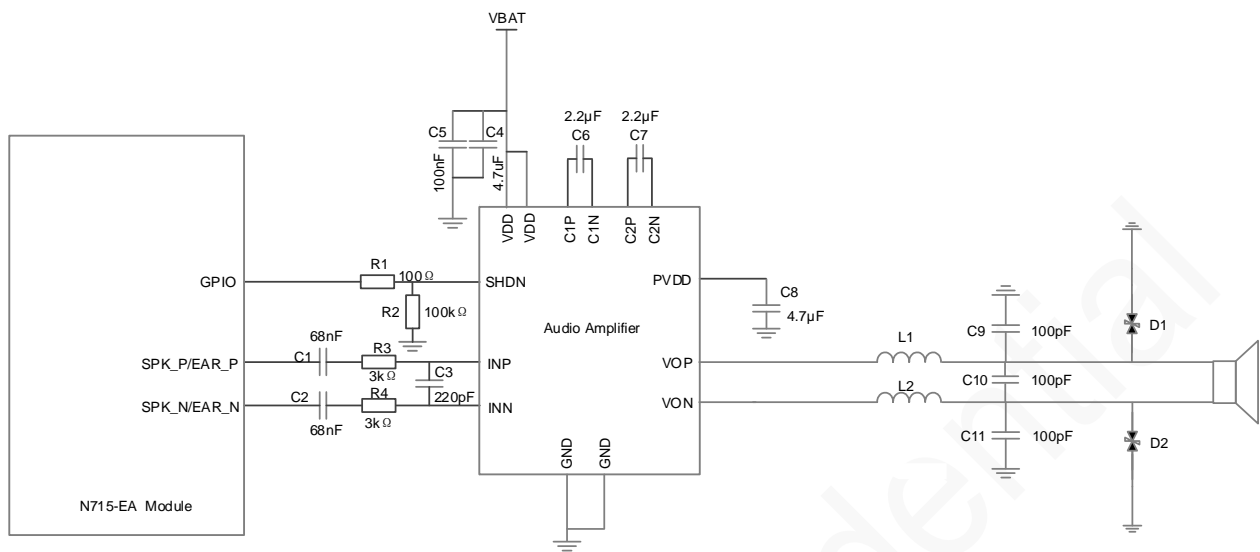 VBAT
2.2µF
2.2µF
C5
C4
C6
C7
100nF
4.7uF
VDD
VDD
C1P
C1N
C2P
C2N
GPIO
R1
100Ω
SHDN
PVDD
C8
4.7µF
R2
100kΩ
Audio Amplifier
C9
100pF
D1
68nF
SPK_P/EAR_P
C1
R3
3kΩ
INP
C3
VOP
L1
C10
100pF
SPK_N/EAR_N
C2
R4
220pF
INN
VON
L2
68nF
3kΩ
C11
100pF
D2
GND
GND
N715-EA Module
dential